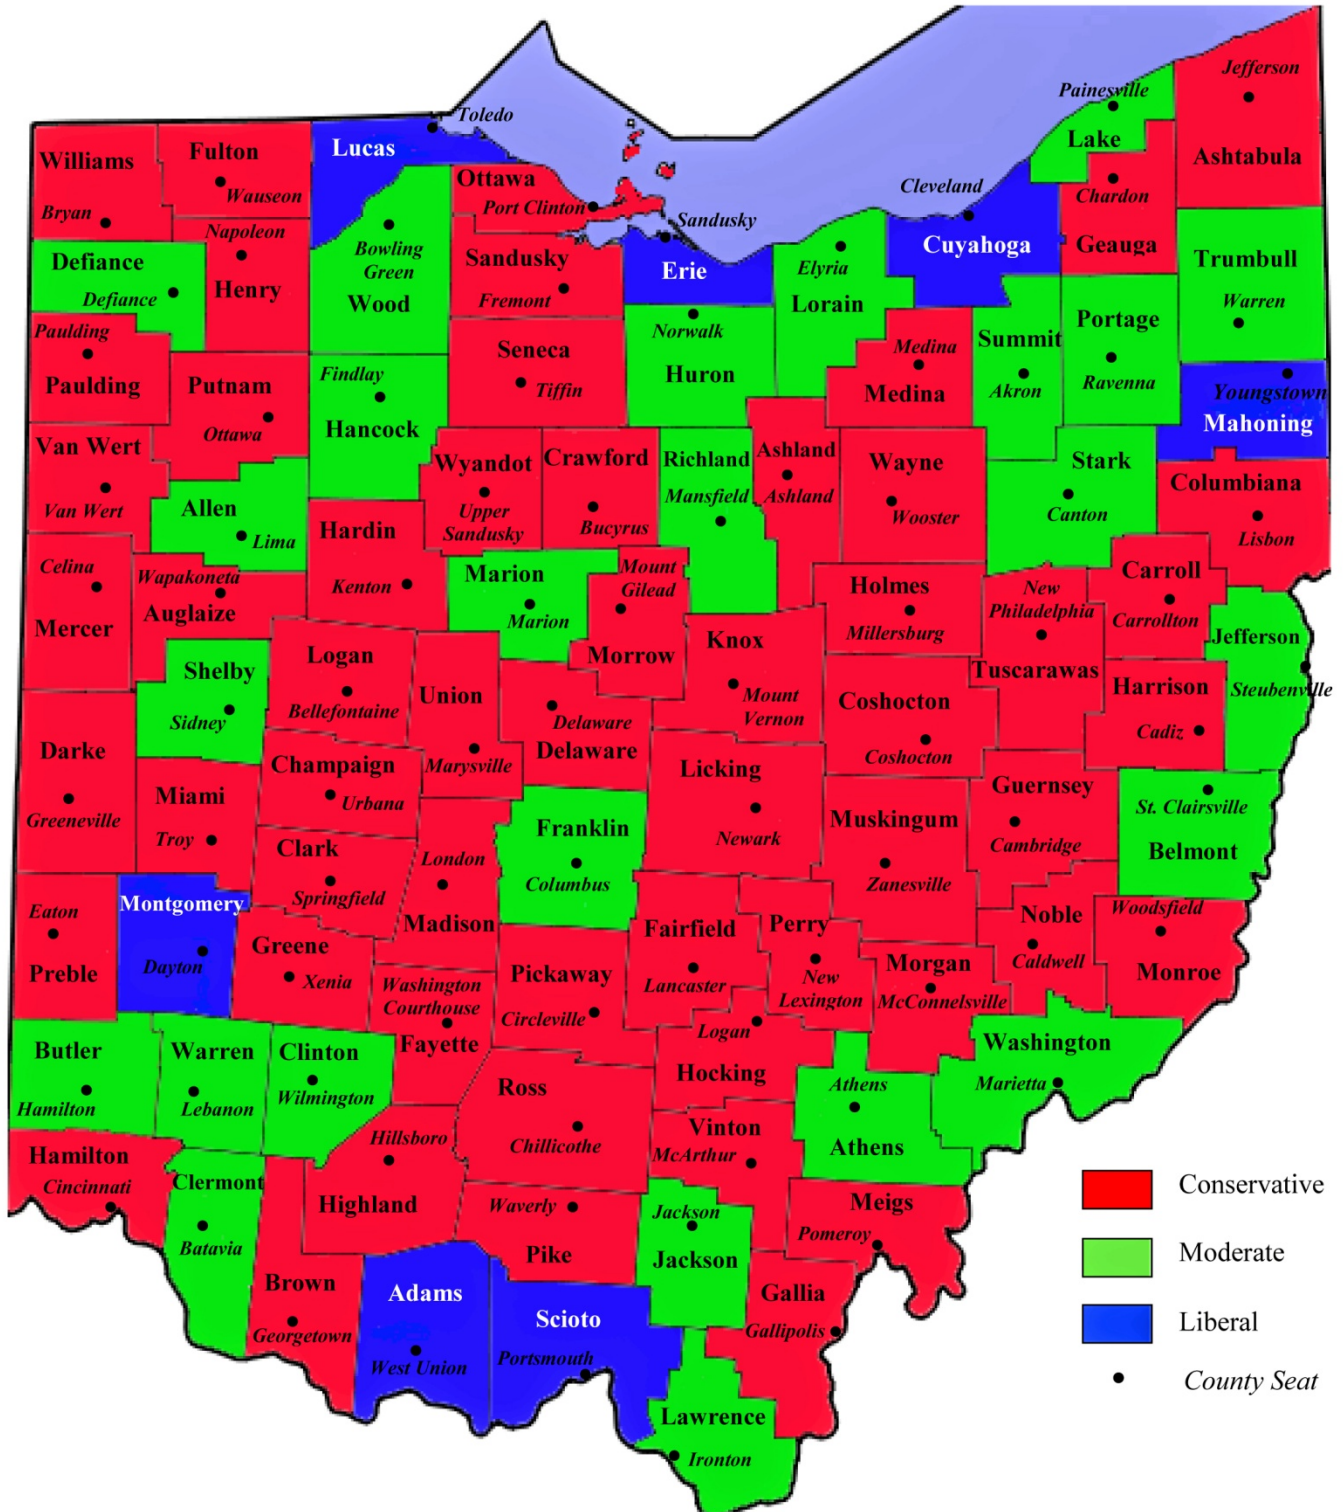 Jefferson
Painesville
Toledo
Lucas
Lake
Williams
Fulton
Ashtabula
Ottawa
Cleveland
Chardon
Wauseon
Port Clinton
Bryan
Sandusky
Napoleon
Bowling
Green
Cuyahoga
Geauga
Defiance
Sandusky
Erie
Elyria
Trumbull
Defiance
Henry
Fremont
Wood
Lorain
Warren
Paulding
Norwalk
Portage
Summit
Seneca
Medina
Findlay
Huron
Paulding
Putnam
Tiffin
Akron
Ravenna
Medina
Youngstown
Mahoning
Ottawa
Hancock
Van Wert
Wyandot
Crawford
Richland
Ashland
Wayne
Stark
Columbiana
Mansfield
Ashland
Van Wert
Allen
Upper
Sandusky
Bucyrus
Wooster
Canton
Lima
Hardin
Lisbon
Celina
Wapakoneta
Kenton
Marion
Mount
Gilead
Holmes
New
Philadelphia
Carroll
Auglaize
Marion
Millersburg
Carrollton
Mercer
Knox
Jefferson
Logan
Morrow
Shelby
Tuscarawas
Harrison
Steubenville
Union
Mount
Vernon
Coshocton
Bellefontaine
Sidney
Delaware
Cadiz
Darke
Delaware
Coshocton
Champaign
Marysville
Licking
Guernsey
Miami
Urbana
St. Clairsville
Greeneville
Franklin
Muskingum
Troy
Newark
Cambridge
Clark
London
Belmont
Springfield
Columbus
Zanesville
Montgomery
Eaton
Woodsfield
Noble
Madison
Fairfield
Perry
Greene
Dayton
Preble
Xenia
Pickaway
Morgan
Caldwell
Monroe
Washington
Courthouse
Lancaster
New
Lexington
McConnelsville
Circleville
Logan
Butler
Warren
Clinton
Fayette
Washington
Hocking
Ross
Athens
Marietta
Hamilton
Lebanon
Wilmington
Vinton
Hillsboro
Chillicothe
Athens
Hamilton
McArthur
Clermont
Conservative
Cincinnati
Highland
Waverly
Jackson
Meigs
Pomeroy
Batavia
Pike
Jackson
Moderate
Brown
Adams
Gallia
Scioto
Liberal
Georgetown
Gallipolis
West Union
Portsmouth
County Seat
Lawrence
Ironton